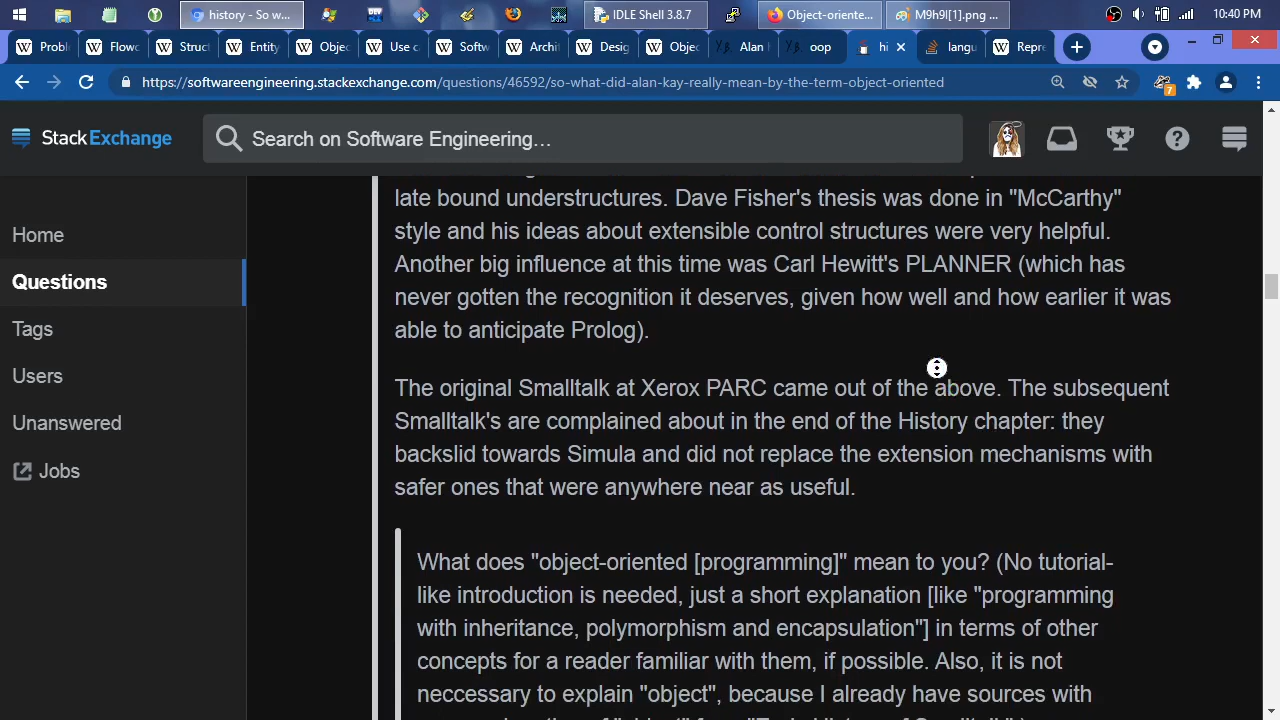 history - So w...
IDLE Shell 3.8.7
Object-oriente...
M9h9l[1].png ...
10:40 PM
Proble
Flowc
Struct
Entity
Objec
Use c
Softw
Archi
Desig
Objec
Alan
oop
hi
langu
Repre
https://softwareengineering.stackexchange.com/questions/46592/so-what-did-alan-kay-really-mean-by-the-term-object-oriented
7
StackExchange
Search on Software Engineering...
Home
Questions
Tags
Users
Unanswered
Jobs
late bound understructures. Dave Fisher's thesis was done in "McCarthy"
style and his ideas about extensible control structures were very helpful.
Another big influence at this time was Carl Hewitt's PLANNER (which has
never gotten the recognition it deserves, given how well and how earlier it was
able to anticipate Prolog).
The original Smalltalk at Xerox PARC came out of the above. The subsequent
Smalltalk's are complained about in the end of the History chapter: they
backslid towards Simula and did not replace the extension mechanisms with
safer ones that were anywhere near as useful.
What does "object-oriented [programming]" mean to you? (No tutorial-
like introduction is needed, just a short explanation [like "programming
with inheritance, polymorphism and encapsulation"] in terms of other
concepts for a reader familiar with them, if possible. Also, it is not
neccessary to explain "object", because I already have sources with